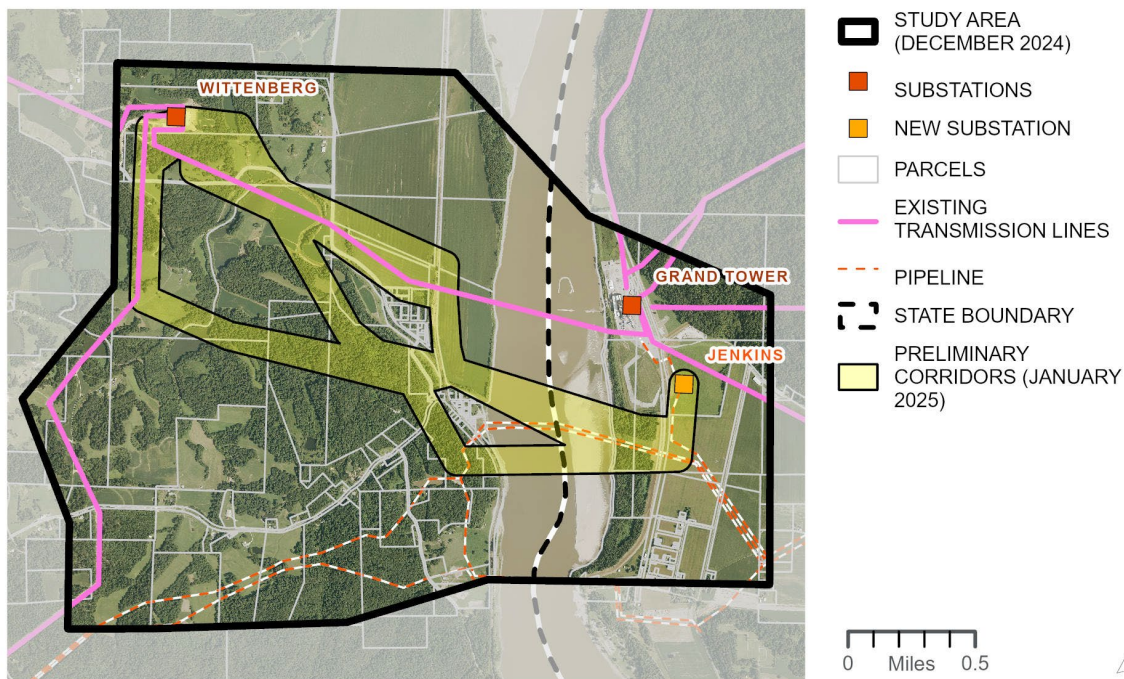 WITTENBERG
GRAND TOWER
JENKINS
STUDY AREA
(DECEMBER 2024)
SUBSTATIONS
NEW SUBSTATION
PARCELS
EXISTING
TRANSMISSION LINES
PIPELINE
STATE BOUNDARY
PRELIMINARY
CORRIDORS (JANUARY
2025)
0 Miles 0.5